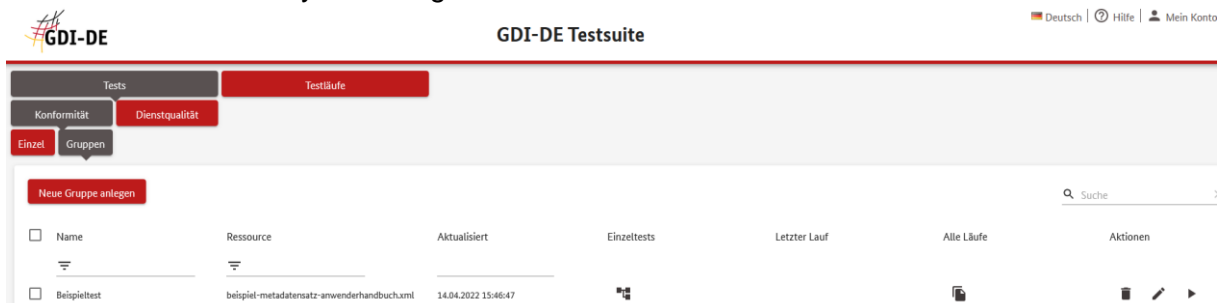 GDI-DE
GDI-DE Testsuite
Deutsch | Hilfe | Mein Konto
Tests Testläufe
Konformität Dienstqualität
Einzel Gruppen
Neue Gruppe anlegen
Suche
Name Ressource Aktualisiert Einzeltests Letzter Lauf Alle Läufe Aktionen
Beispieltest beispiel-metadatensatz-anwenderhandbuch.xml 14.04.2022 15:46:47